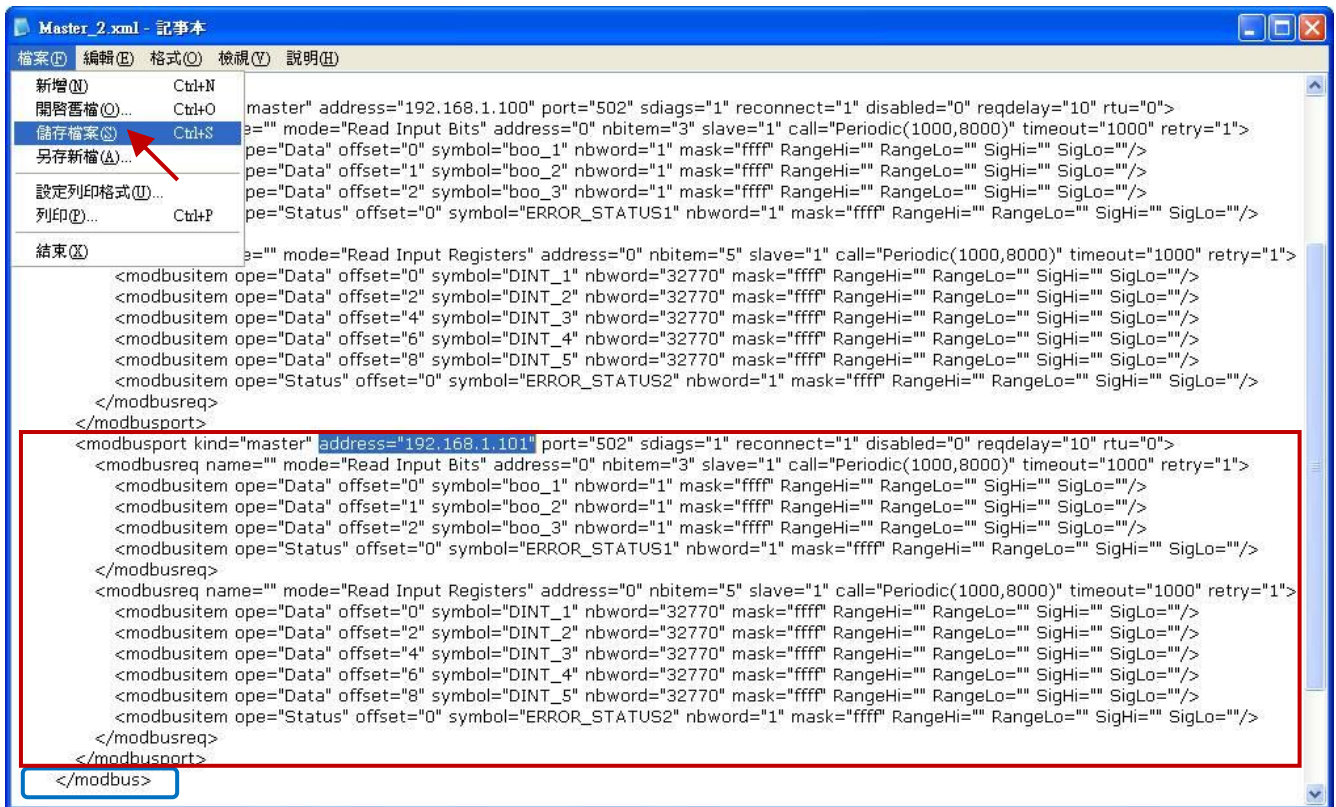 Master_2.xml - 記事本
檔案(F) 編輯(E) 格式(O) 檢視(V) 說明(H)
新增(N) Ctrl+N
開啓舊檔(O)... Ctrl+O
儲存檔案(S) Ctrl+S
另存新檔(A)...
設定列印格式(U)...
列印(P)... Ctrl+P
結束(X)
master" address="192.168.1.100" port="502" sdiags="1" reconnect="1" disabled="0" reqdelay="10" rtu="0">
e="" mode="Read Input Bits" address="0" nbitem="3" slave="1" call="Periodic(1000,8000)" timeout="1000" retry="1">
pe="Data" offset="0" symbol="boo_1" nbword="1" mask="ffff" RangeHi="" RangeLo="" SigHi="" SigLo=""/>
pe="Data" offset="1" symbol="boo_2" nbword="1" mask="ffff" RangeHi="" RangeLo="" SigHi="" SigLo=""/>
pe="Data" offset="2" symbol="boo_3" nbword="1" mask="ffff" RangeHi="" RangeLo="" SigHi="" SigLo=""/>
pe="Status" offset="0" symbol="ERROR_STATUS1" nbword="1" mask="ffff" RangeHi="" RangeLo="" SigHi="" SigLo=""/>
e="" mode="Read Input Registers" address="0" nbitem="5" slave="1" call="Periodic(1000,8000)" timeout="1000" retry="1">
<modbusitem ope="Data" offset="0" symbol="DINT_1" nbword="32770" mask="ffff" RangeHi="" RangeLo="" SigHi="" SigLo=""/>
<modbusitem ope="Data" offset="2" symbol="DINT_2" nbword="32770" mask="ffff" RangeHi="" RangeLo="" SigHi="" SigLo=""/>
<modbusitem ope="Data" offset="4" symbol="DINT_3" nbword="32770" mask="ffff" RangeHi="" RangeLo="" SigHi="" SigLo=""/>
<modbusitem ope="Data" offset="6" symbol="DINT_4" nbword="32770" mask="ffff" RangeHi="" RangeLo="" SigHi="" SigLo=""/>
<modbusitem ope="Data" offset="8" symbol="DINT_5" nbword="32770" mask="ffff" RangeHi="" RangeLo="" SigHi="" SigLo=""/>
<modbusitem ope="Status" offset="0" symbol="ERROR_STATUS2" nbword="1" mask="ffff" RangeHi="" RangeLo="" SigHi="" SigLo=""/>
</modbusreq>
</modbusport>
<modbusport kind="master" address="192.168.1.101" port="502" sdiags="1" reconnect="1" disabled="0" reqdelay="10" rtu="0">
<modbusreq name="" mode="Read Input Bits" address="0" nbitem="3" slave="1" call="Periodic(1000,8000)" timeout="1000" retry="1">
<modbusitem ope="Data" offset="0" symbol="boo_1" nbword="1" mask="ffff" RangeHi="" RangeLo="" SigHi="" SigLo=""/>
<modbusitem ope="Data" offset="1" symbol="boo_2" nbword="1" mask="ffff" RangeHi="" RangeLo="" SigHi="" SigLo=""/>
<modbusitem ope="Data" offset="2" symbol="boo_3" nbword="1" mask="ffff" RangeHi="" RangeLo="" SigHi="" SigLo=""/>
<modbusitem ope="Status" offset="0" symbol="ERROR_STATUS1" nbword="1" mask="ffff" RangeHi="" RangeLo="" SigHi="" SigLo=""/>
</modbusreq>
<modbusreq name="" mode="Read Input Registers" address="0" nbitem="5" slave="1" call="Periodic(1000,8000)" timeout="1000" retry="1">
<modbusitem ope="Data" offset="0" symbol="DINT_1" nbword="32770" mask="ffff" RangeHi="" RangeLo="" SigHi="" SigLo=""/>
<modbusitem ope="Data" offset="2" symbol="DINT_2" nbword="32770" mask="ffff" RangeHi="" RangeLo="" SigHi="" SigLo=""/>
<modbusitem ope="Data" offset="4" symbol="DINT_3" nbword="32770" mask="ffff" RangeHi="" RangeLo="" SigHi="" SigLo=""/>
<modbusitem ope="Data" offset="6" symbol="DINT_4" nbword="32770" mask="ffff" RangeHi="" RangeLo="" SigHi="" SigLo=""/>
<modbusitem ope="Data" offset="8" symbol="DINT_5" nbword="32770" mask="ffff" RangeHi="" RangeLo="" SigHi="" SigLo=""/>
<modbusitem ope="Status" offset="0" symbol="ERROR_STATUS2" nbword="1" mask="ffff" RangeHi="" RangeLo="" SigHi="" SigLo=""/>
</modbusreq>
</modbusport>
</modbus>